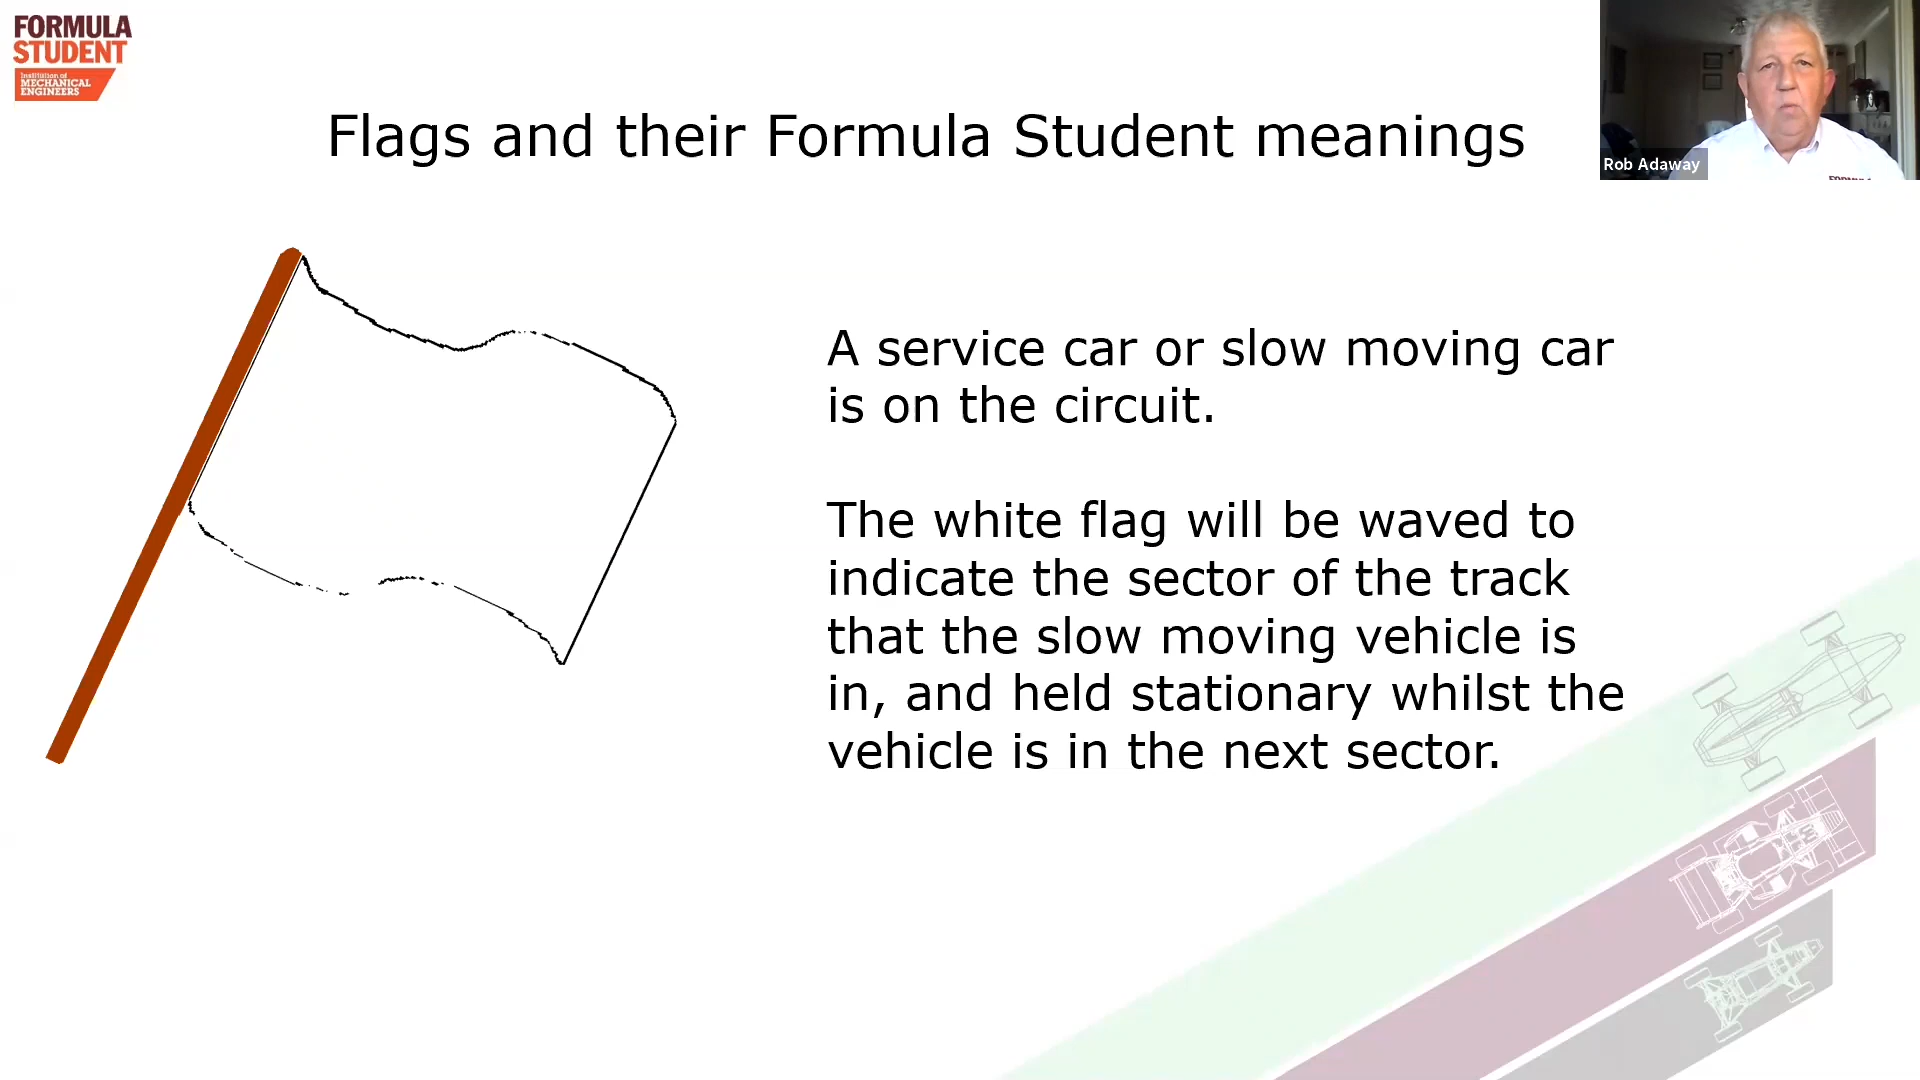 FORMULA
STUDENT
Institution of
MECHANICAL
ENGINEERS
Rob Adaway
Flags and their Formula Student meanings
A service car or slow moving car
is on the circuit.
The white flag will be waved to
indicate the sector of the track
that the slow moving vehicle is
in, and held stationary whilst the
vehicle is in the next sector.